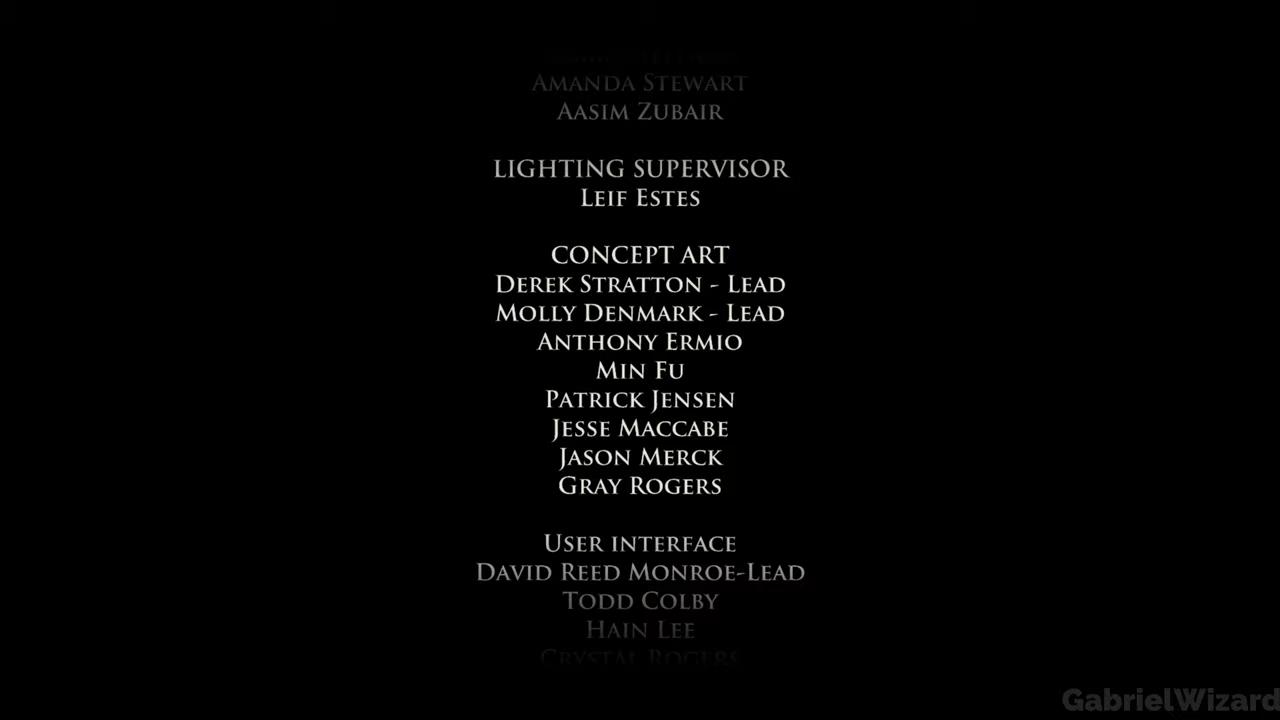 Amanda Stewart
Aasim Zubair
LIGHTING SUPERVISOR
Leif Estes
CONCEPT ART
Derek Stratton - Lead
Molly Denmark - Lead
Anthony Ermio
Min Fu
Patrick Jensen
Jesse Maccabe
Jason Merck
Gray Rogers
User interface
David Reed Monroe-Lead
Todd Colby
Hain Lee
Crystal Rogers
GabrielWizard